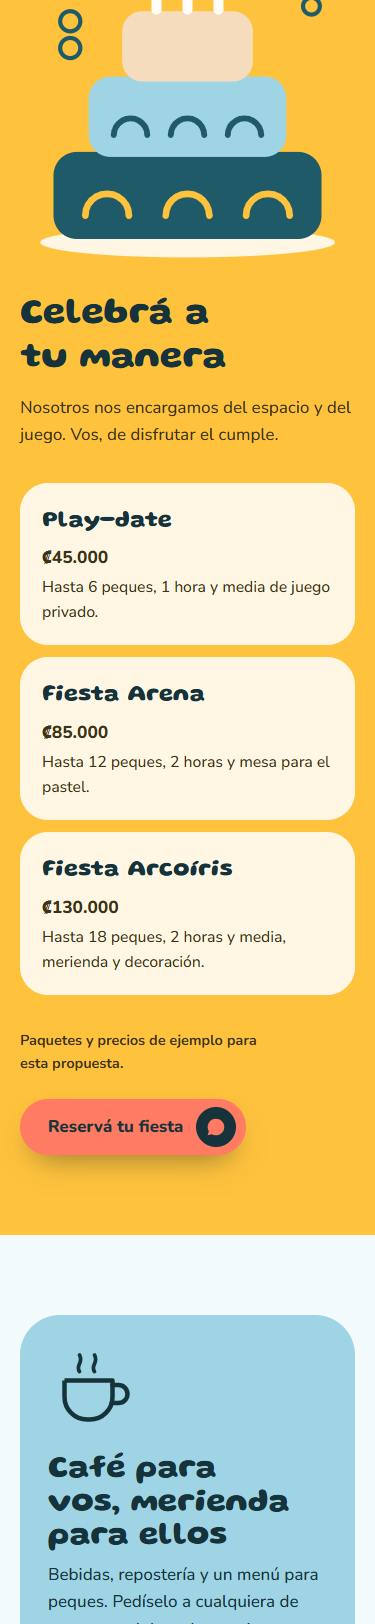 Celebrá a
tu manera
Nosotros nos encargamos del espacio y del
juego. Vos, de disfrutar el cumple.
Play-date
₡45.000
Hasta 6 peques, 1 hora y media de juego
privado.
Fiesta Arena
₡85.000
Hasta 12 peques, 2 horas y mesa para el
pastel.
Fiesta Arcoíris
₡130.000
Hasta 18 peques, 2 horas y media,
merienda y decoración.
Paquetes y precios de ejemplo para
esta propuesta.
Reservá tu fiesta
Café para
vos, merienda
para ellos
Bebidas, repostería y un menú para
peques. Pedíselo a cualquiera de